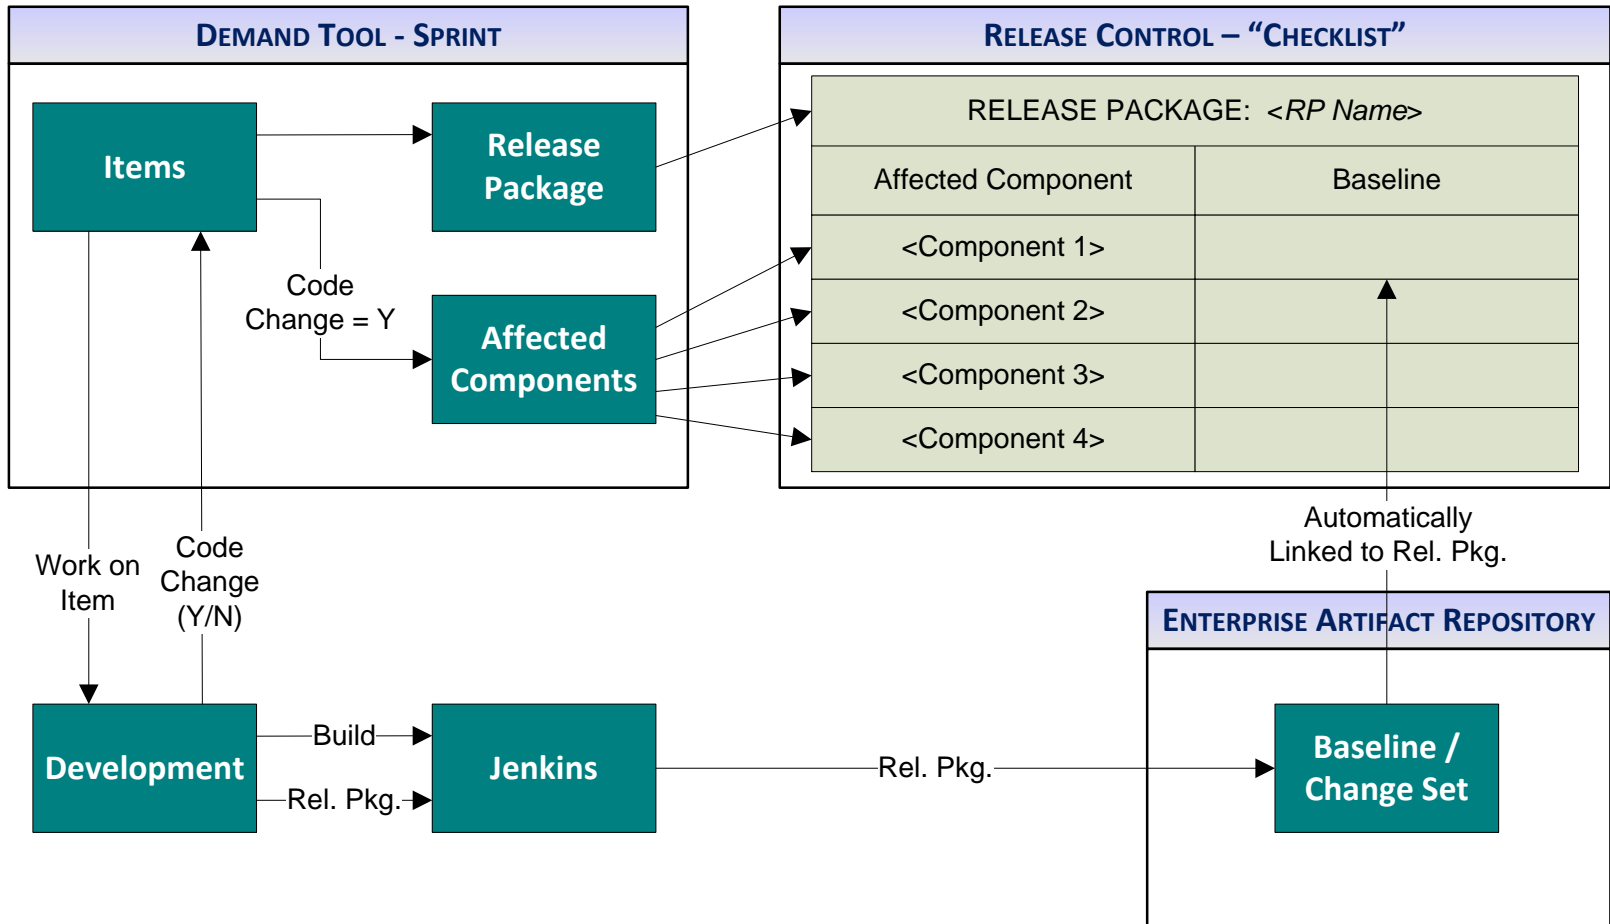 DEMAND TOOL - SPRINT
RELEASE CONTROL – “CHECKLIST”
Items
Release
Package
Code
Change = Y
Affected
Components
RELEASE PACKAGE: <RP Name>
Affected Component
Baseline
<Component 1>
<Component 2>
<Component 3>
<Component 4>
Work on
Item
Code
Change
(Y/N)
Automatically
Linked to Rel. Pkg.
ENTERPRISE ARTIFACT REPOSITORY
Development
Build
Rel. Pkg.
Jenkins
Rel. Pkg.
Baseline /
Change Set